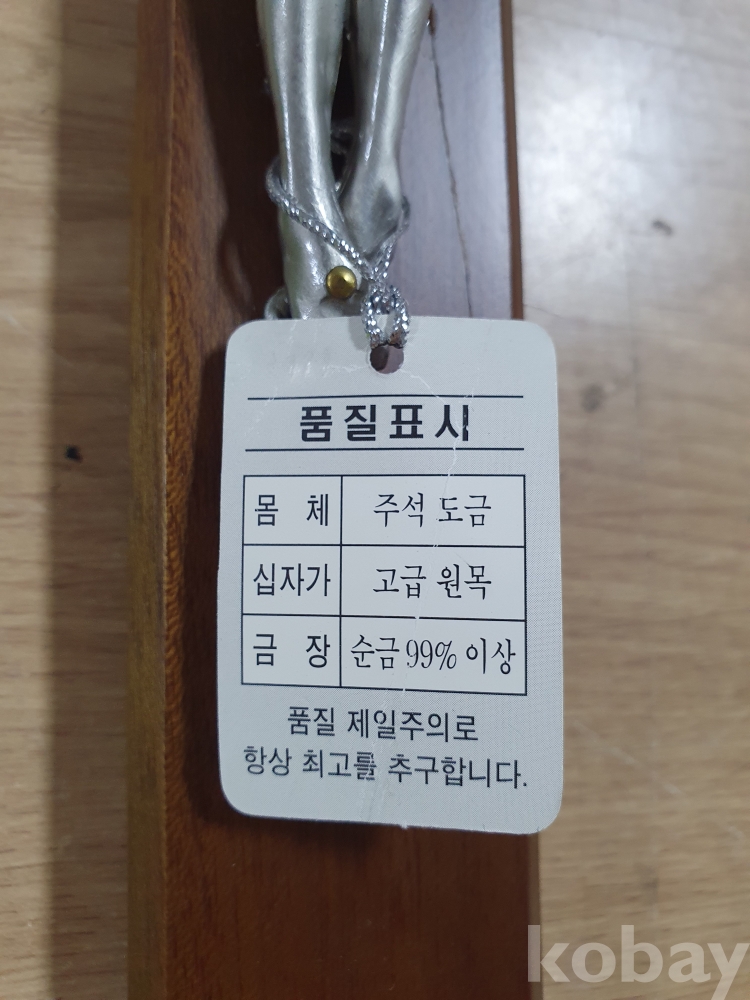 품질표시
몸 체 주석 도금
십자가 고급 원목
금 장 순금 99% 이상
품질 제일주의로
항상 최고를 추구합니다.
kobay